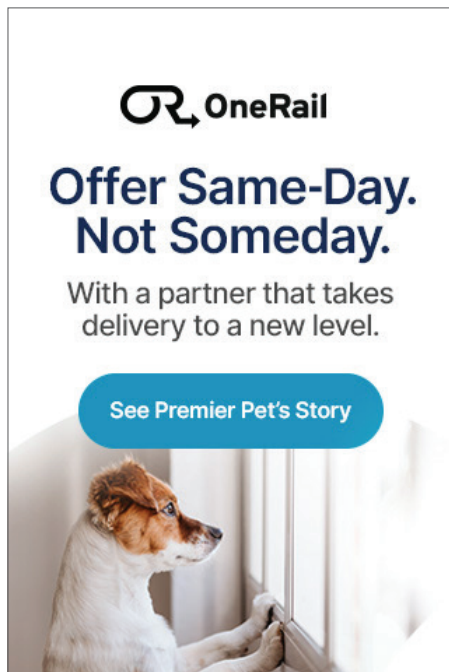 OneRail
Offer Same-Day.
Not Someday.
With a partner that takes
delivery to a new level.
See Premier Pet's Story